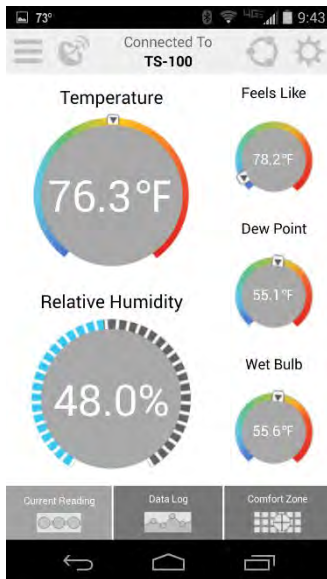 73°
4G
9:43
Connected To
TS-100
Temperature
76.3°F
Feels Like
78.2°F
Dew Point
55.1°F
Relative Humidity
48.0%
Wet Bulb
55.6°F
Current Reading
Data Log
Comfort Zone